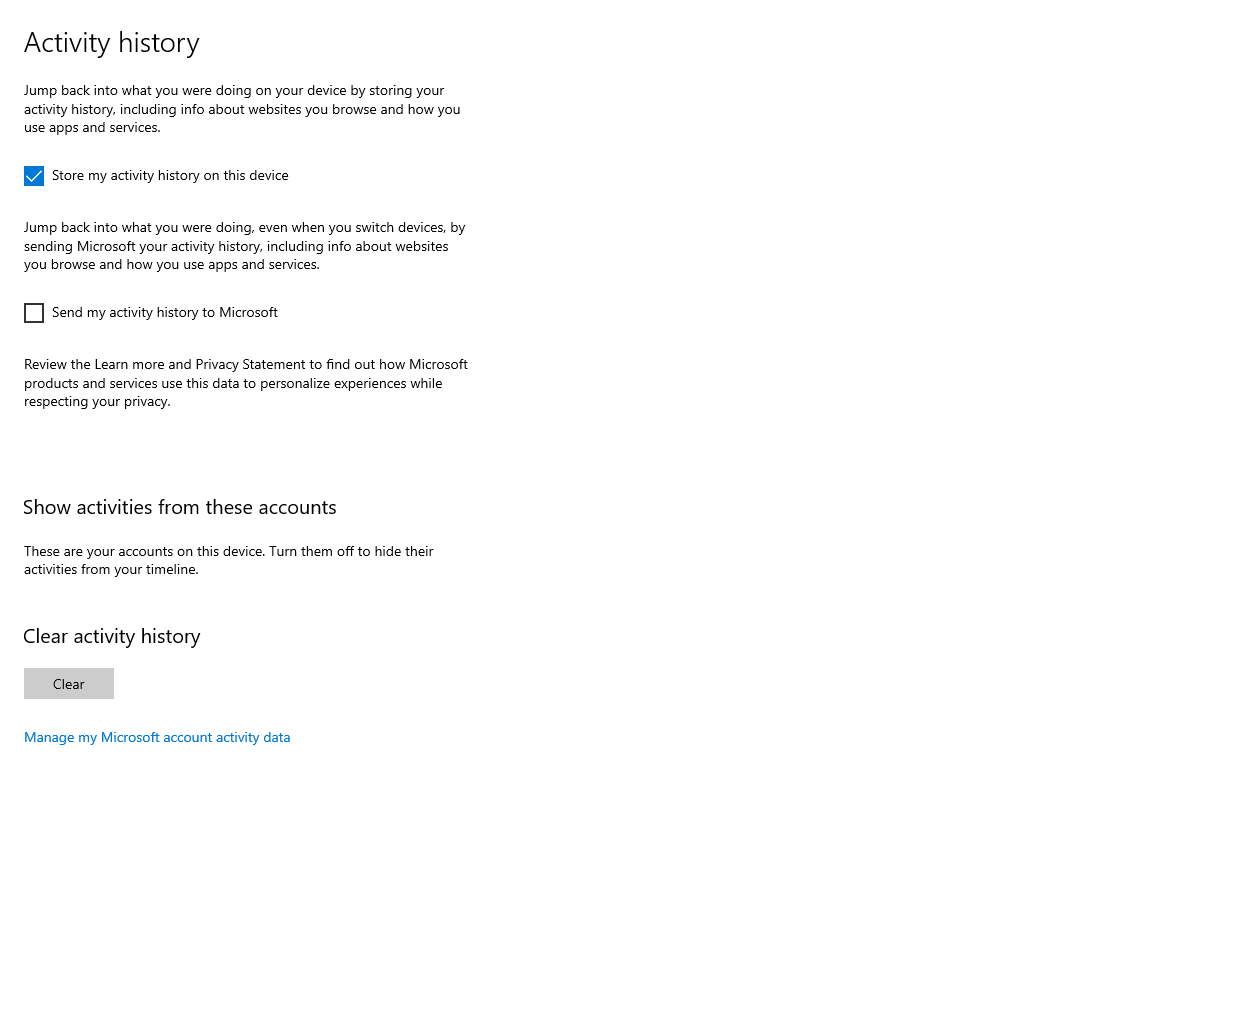 Activity history
Jump back into what you were doing on your device by storing your
activity history, including info about websites you browse and how you
use apps and services.
Store my activity history on this device
Jump back into what you were doing, even when you switch devices, by
sending Microsoft your activity history, including info about websites
you browse and how you use apps and services.
Send my activity history to Microsoft
Review the Learn more and Privacy Statement to find out how Microsoft
products and services use this data to personalize experiences while
respecting your privacy.
Show activities from these accounts
These are your accounts on this device. Turn them off to hide their
activities from your timeline.
Clear activity history
Clear
Manage my Microsoft account activity data